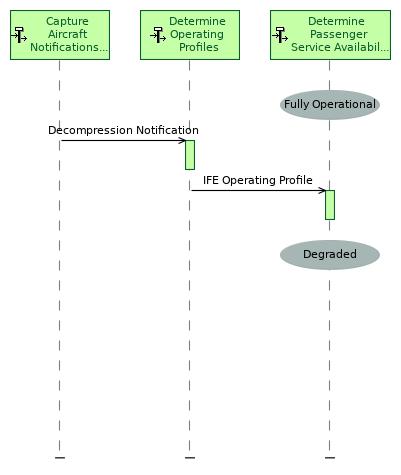 Capture
Aircraft
Notifications...
Determine
Operating
Profiles
Determine
Passenger
Service Availabil...
Fully Operational
Decompression Notification
IFE Operating Profile
Degraded